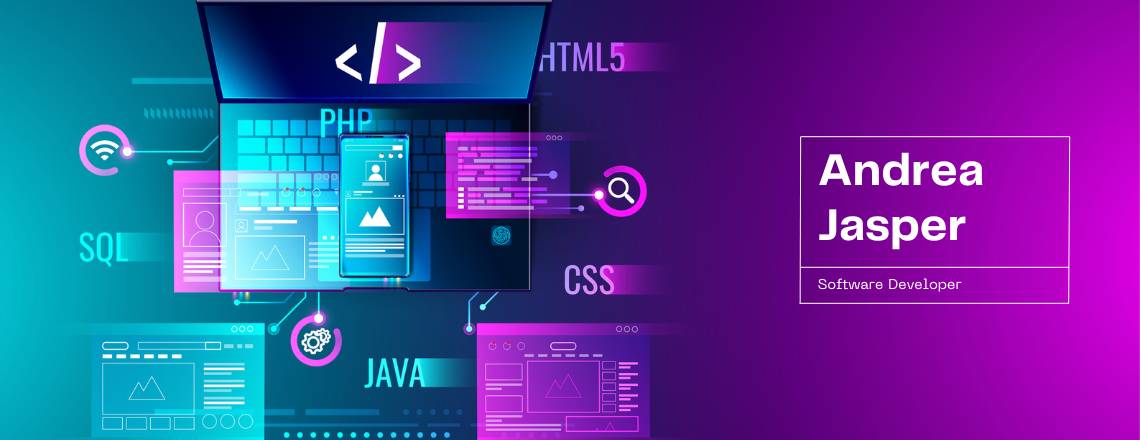 </>
HTML5
PHP
SQL
CSS
JAVA
Andrea
Jasper
Software Developer